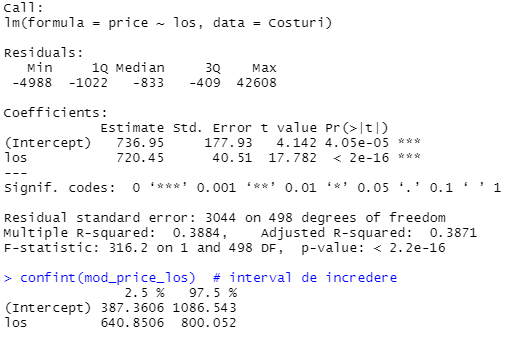 Call:
lm(formula = price ~ los, data = Costuri)
Residuals:
   Min     1Q Median     3Q    Max
 -4988  -1022   -833   -409  42608
Coefficients:
            Estimate Std. Error t value Pr(>|t|)
(Intercept)   736.95     177.93   4.142 4.05e-05 ***
los           720.45      40.51  17.782  < 2e-16 ***
---
Signif. codes:  0 ‘***’ 0.001 ‘**’ 0.01 ‘*’ 0.05 ‘.’ 0.1 ‘ ’ 1
Residual standard error: 3044 on 498 degrees of freedom
Multiple R-squared:  0.3884,	Adjusted R-squared:  0.3871
F-statistic: 316.2 on 1 and 498 DF,  p-value: < 2.2e-16
> confint(mod_price_los)  # interval de incredere
               2.5 %   97.5 %
(Intercept) 387.3606 1086.543
los         640.8506  800.052